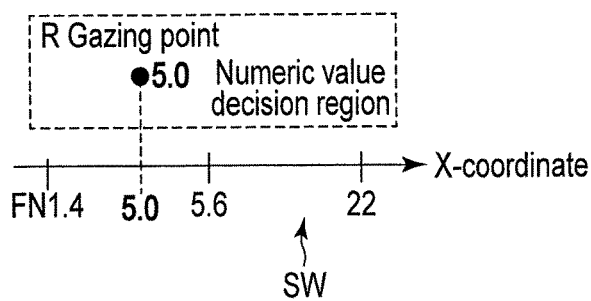 R Gazing point
5.0 Numeric value
decision region
X-coordinate
FN1.4 5.0 5.6 22
SW